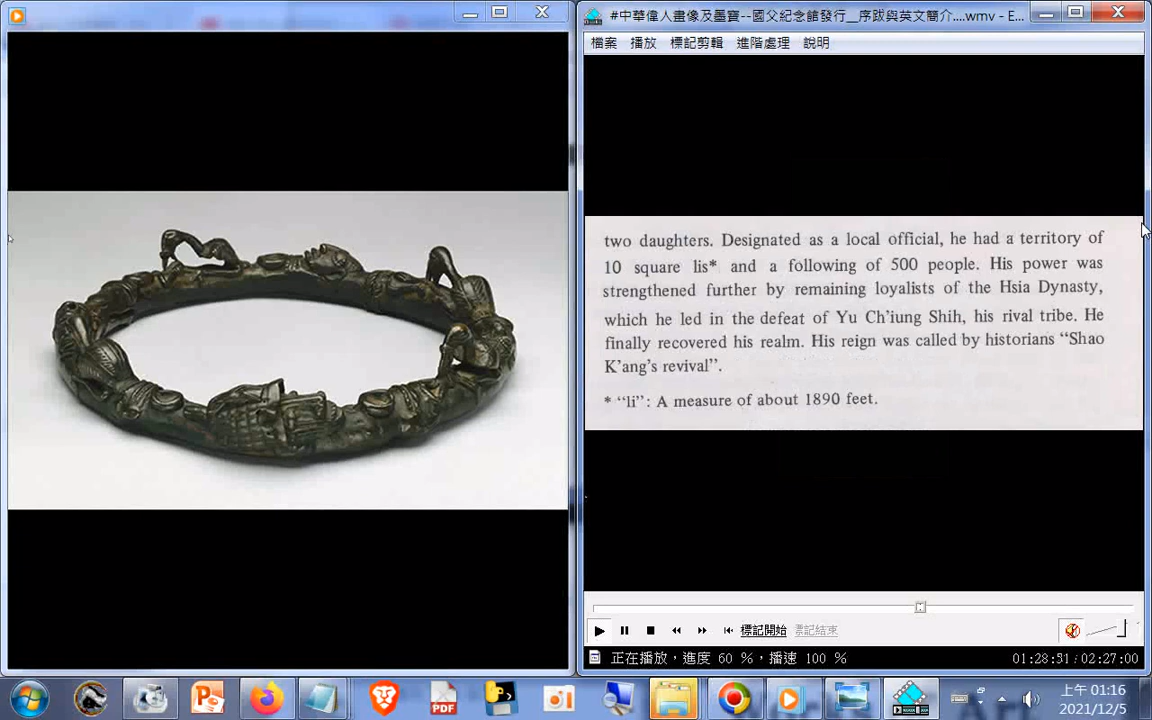 #中華偉人畫像及墨寶--國父紀念館發行__序跋與英文簡介....wmv - E...
檔案 播放 標記剪輯 進階處理 說明
two daughters. Designated as a local official, he had a territory of
10 square lis* and a following of 500 people. His power was
strengthened further by remaining loyalists of the Hsia Dynasty,
which he led in the defeat of Yu Ch'iung Shih, his rival tribe. He
finally recovered his realm. His reign was called by historians “Shao
K'ang's revival”.
* “li”: A measure of about 1890 feet.
標記開始 標記結束
正在播放，進度 60 %，播速 100 % 01:28:51 / 02:27:00
PDF
上午 01:16
2021/12/5